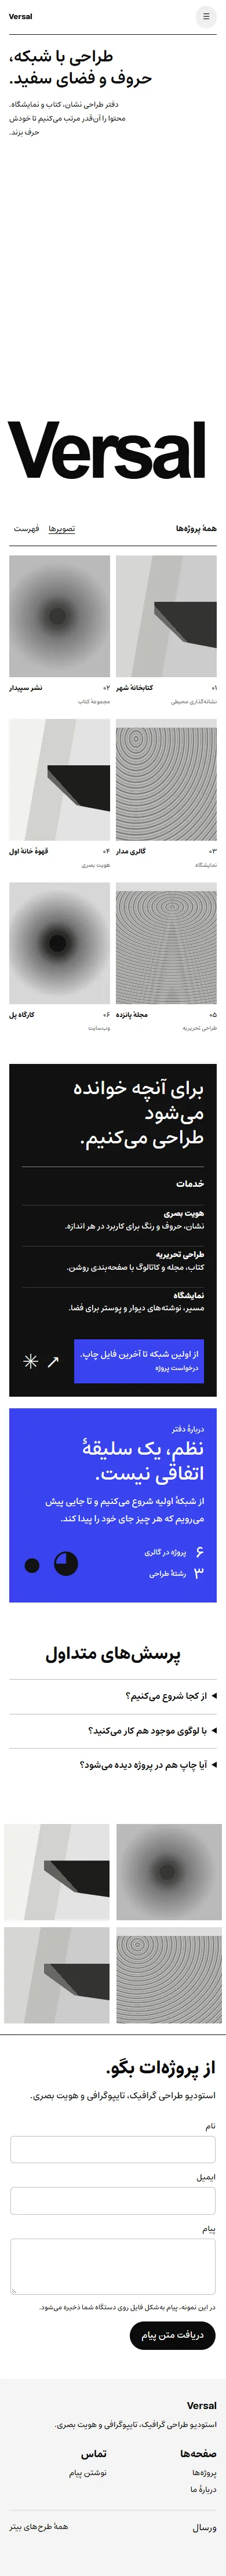 Versal
☰
طراحی با شبکه،
حروف و فضای سفید.
دفتر طراحی نشان، کتاب و نمایشگاه.
محتوا را آن‌قدر مرتب می‌کنیم تا خودش
حرف بزند.
Versal
همهٔ پروژه‌ها
تصویرها
فهرست
۰۱
کتابخانهٔ شهر
نشانه‌گذاری محیطی
۰۲
نشر سپیدار
مجموعهٔ کتاب
۰۳
گالری مدار
نمایشگاه
۰۴
قهوهٔ خانهٔ اول
هویت بصری
۰۵
مجلهٔ پانزده
طراحی تحریریه
۰۶
کارگاه پل
وب‌سایت
برای آنچه خوانده
می‌شود
طراحی می‌کنیم.
خدمات
هویت بصری
نشان، حروف و رنگ برای کاربرد در هر اندازه.
طراحی تحریریه
کتاب، مجله و کاتالوگ با صفحه‌بندی روشن.
نمایشگاه
مسیر، نوشته‌های دیوار و پوستر برای فضا.
از اولین شبکه تا آخرین فایل چاپ.
درخواست پروژه
↗ ✳
دربارهٔ دفتر
نظم، یک سلیقهٔ
اتفاقی نیست.
از شبکهٔ اولیه شروع می‌کنیم و تا جایی پیش
می‌رویم که هر چیز جای خود را پیدا کند.
۶ پروژه در گالری
۳ رشتهٔ طراحی
پرسش‌های متداول
از کجا شروع می‌کنیم؟
با لوگوی موجود هم کار می‌کنید؟
آیا چاپ هم در پروژه دیده می‌شود؟
از پروژه‌ات بگو.
استودیو طراحی گرافیک، تایپوگرافی و هویت بصری.
نام
ایمیل
پیام
در این نمونه، پیام به‌شکل فایل روی دستگاه شما ذخیره می‌شود.
دریافت متن پیام
Versal
استودیو طراحی گرافیک، تایپوگرافی و هویت بصری.
صفحه‌ها
پروژه‌ها
دربارهٔ ما
تماس
نوشتن پیام
ورسال
همهٔ طرح‌های بیتر